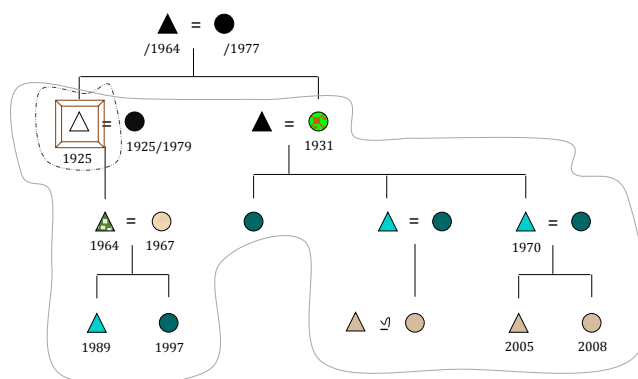 /1964 = /1977
1925 = 1925/1979 = 1931
1964 = 1967 = 1970 =
1989 1997 2005 2008